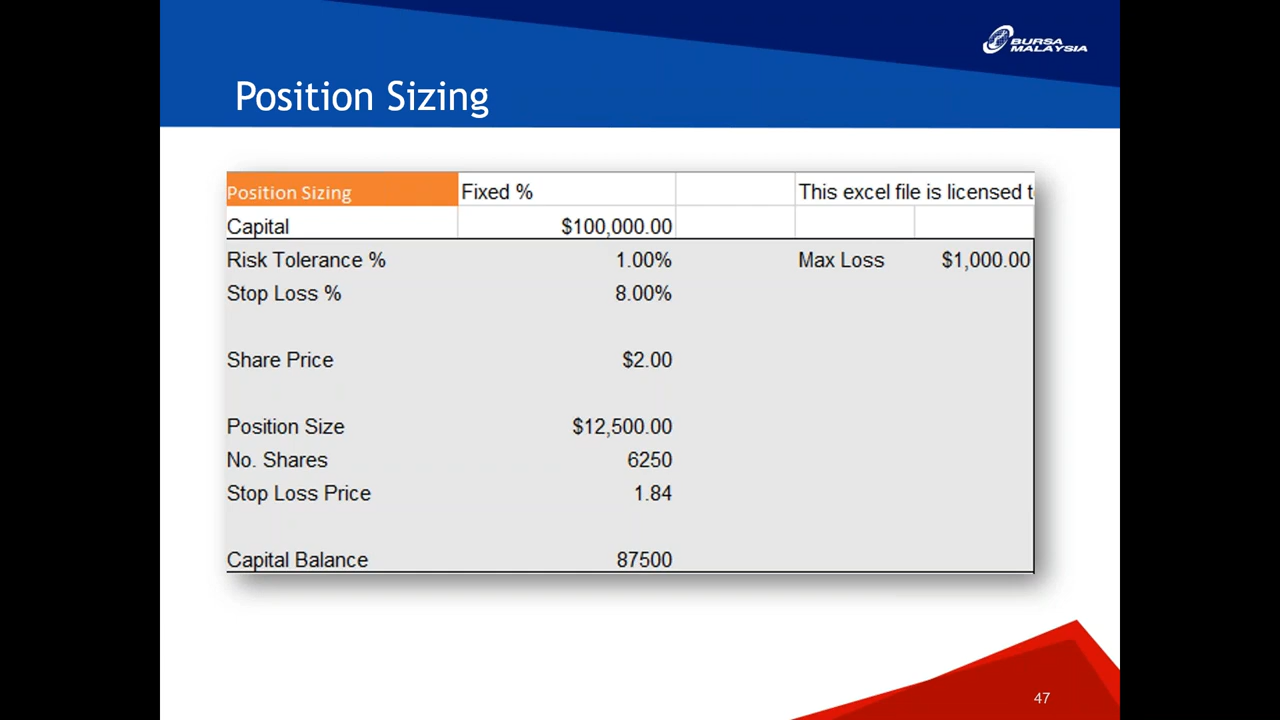 BURSA
MALAYSIA
Position Sizing
Position Sizing Fixed % This excel file is licensed
Capital $100,000.00
Risk Tolerance % 1.00% Max Loss $1,000.00
Stop Loss % 8.00%
Share Price $2.00
Position Size $12,500.00
No. Shares 6250
Stop Loss Price 1.84
Capital Balance 87500
47